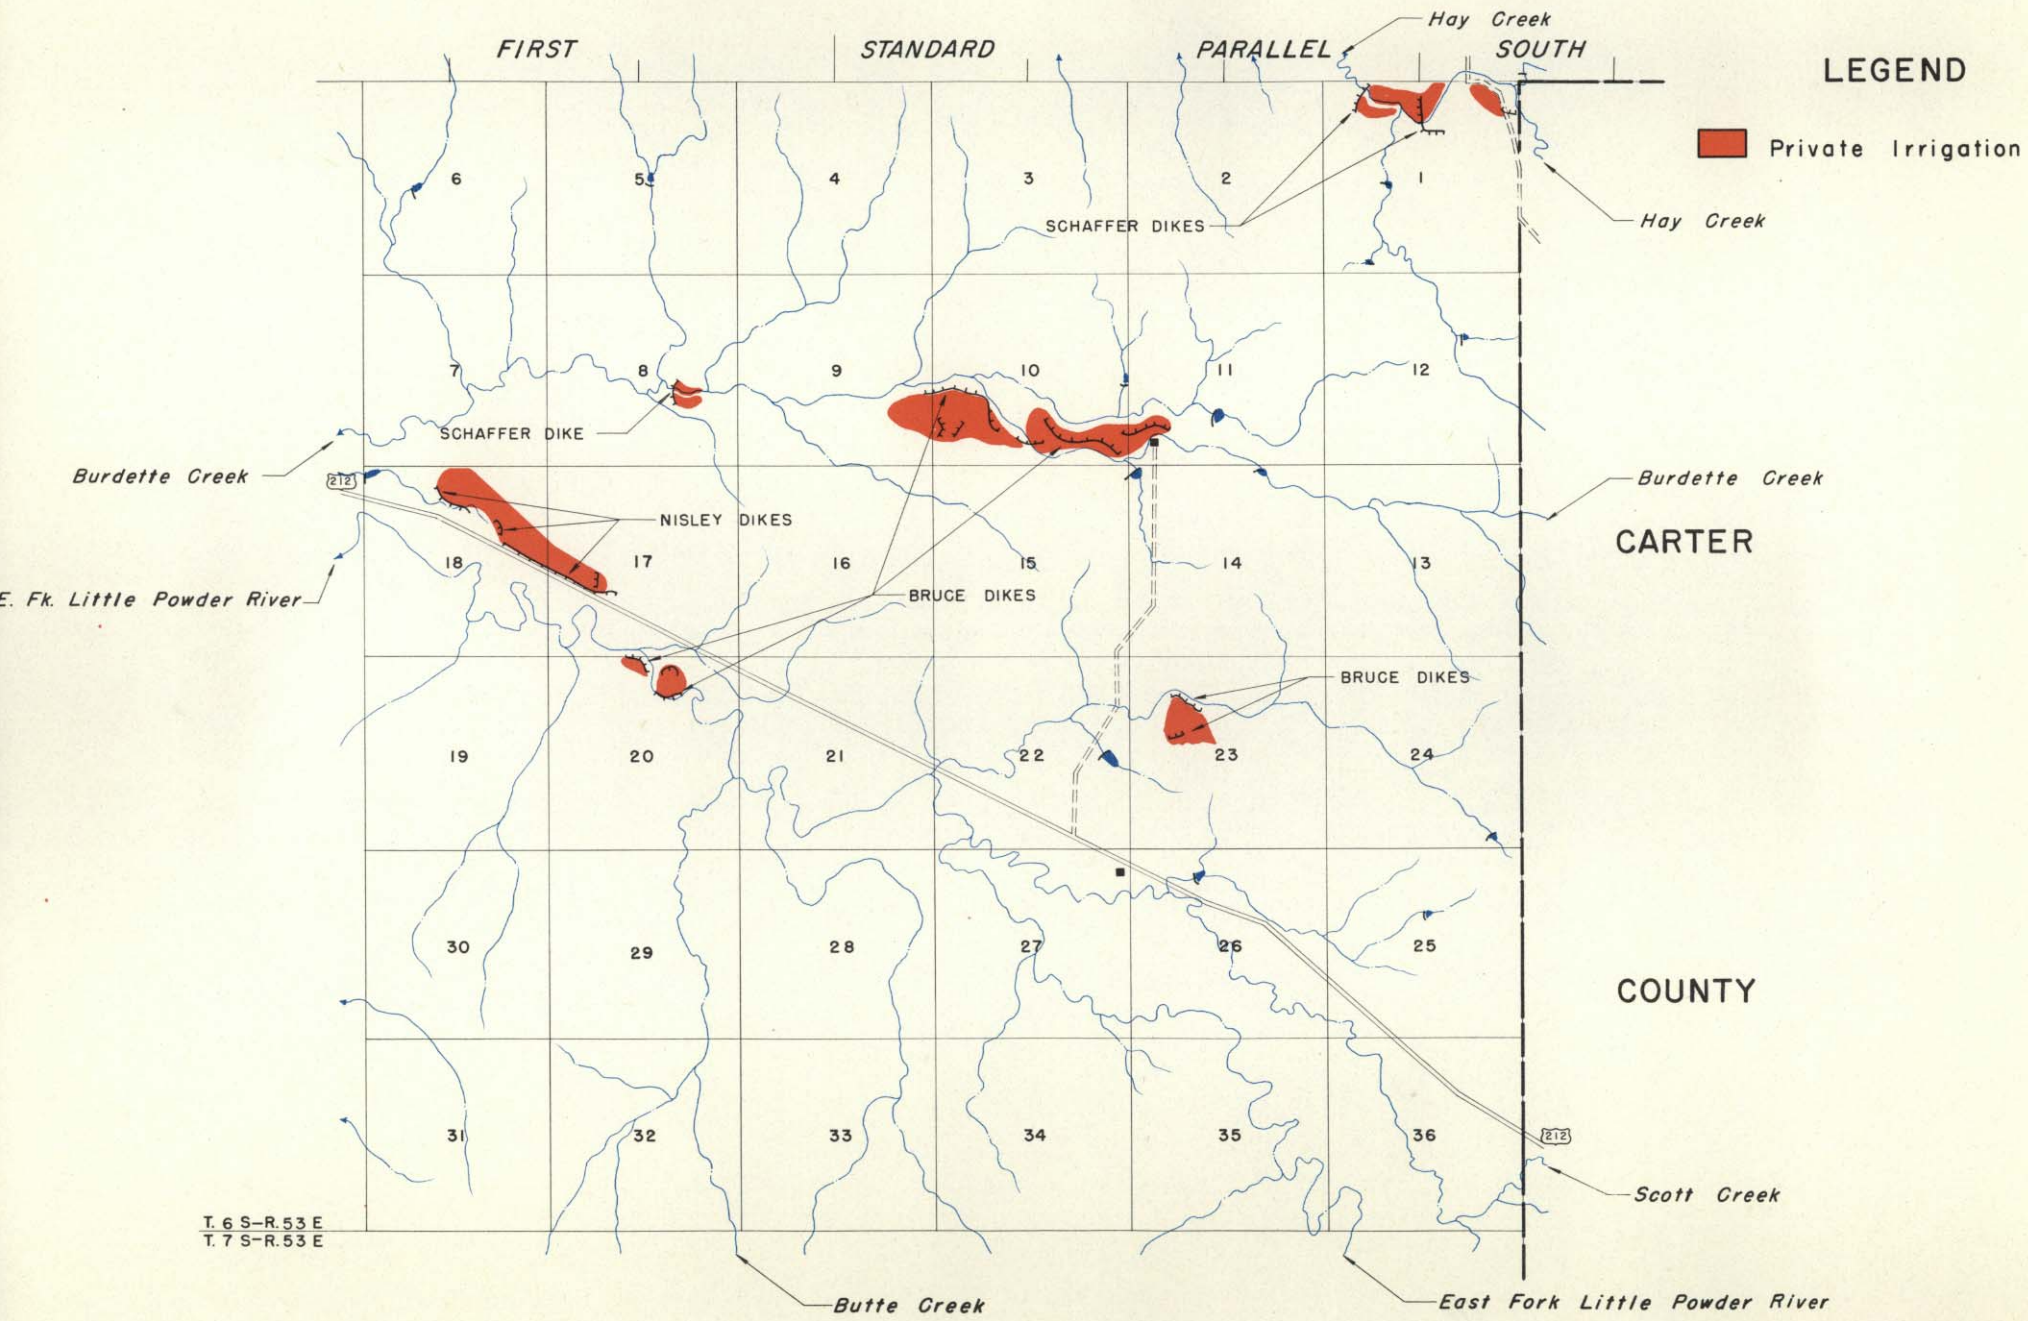 Hay Creek
FIRST STANDARD PARALLEL SOUTH
LEGEND
Private Irrigation
6 5 4 3 2 1
Hay Creek
SCHAFFER DIKES
7 8 9 10 11 12
SCHAFFER DIKE
Burdette Creek
212
Burdette Creek
NISLEY DIKES
CARTER
18 17 16 15 14 13
E. Fk. Little Powder River
BRUCE DIKES
BRUCE DIKES
19 20 21 22 23 24
30 29 28 27 26 25
COUNTY
31 32 33 34 35 36
212
Scott Creek
T. 6 S-R. 53 E
T. 7 S-R. 53 E
Butte Creek
East Fork Little Powder River